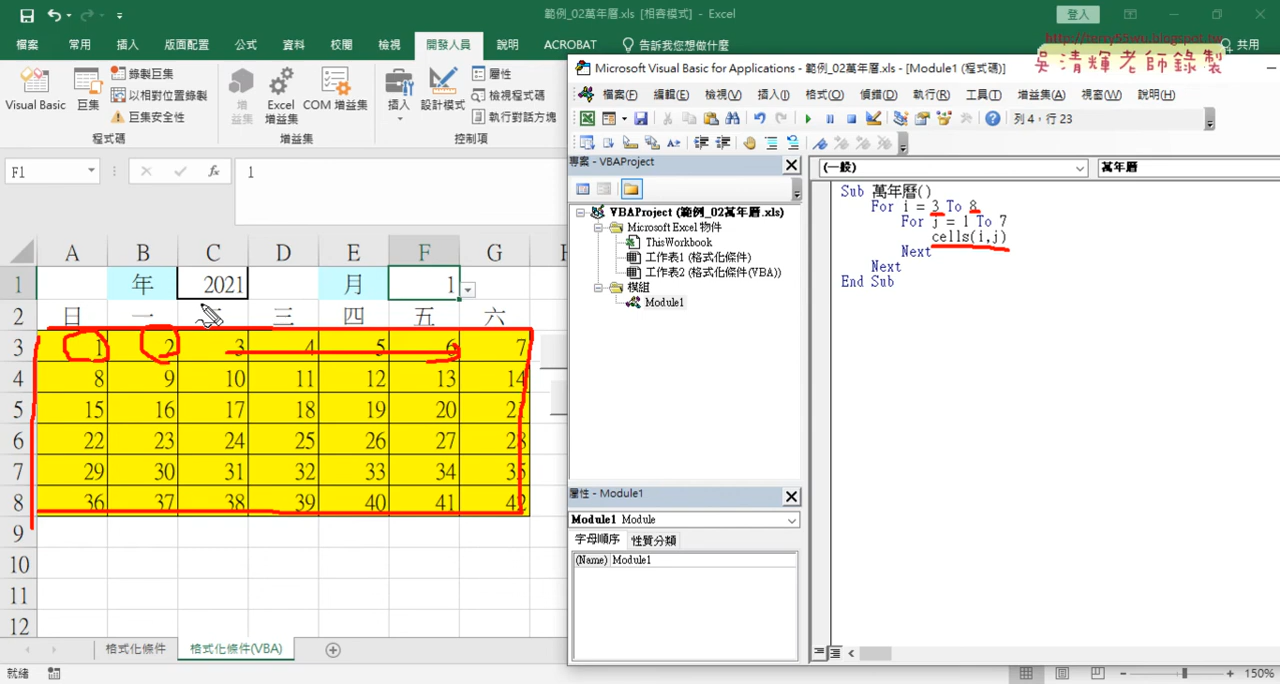 範例_02萬年曆.xls [相容模式] - Excel
登入
檔案 常用 插入 版面配置 公式 資料 校閱 檢視 開發人員 說明 ACROBAT 告訴我您想做什麼 共用
http://terry55wu.blogspot.tw
吳清輝老師錄製
Visual Basic 巨集 錄製巨集 以相對位置錄製 巨集安全性
增益集 Excel 增益集 COM 增益集
插入 設計模式 屬性 檢視程式碼 執行對話方塊
程式碼 增益集 控制項
F1 fx 1
A B C D E F G
1 年 2021 月 1
2 日 一 三 四 五 六
3 1 2 3 4 5 6 7
4 8 9 10 11 12 13 14
5 15 16 17 18 19 20 21
6 22 23 24 25 26 27 28
7 29 30 31 32 33 34 35
8 36 37 38 39 40 41 42
9
10
11
12
格式化條件 格式化條件(VBA)
就緒
150%
Microsoft Visual Basic for Applications - 範例_02萬年曆.xls - [Module1 (程式碼)]
檔案(F) 編輯(E) 檢視(V) 插入(I) 格式(O) 偵錯(D) 執行(R) 工具(T) 增益集(A) 視窗(W) 說明(H)
列 4，行 23
專案 - VBAProject
VBAProject (範例_02萬年曆.xls)
Microsoft Excel 物件
ThisWorkbook
工作表1 (格式化條件)
工作表2 (格式化條件(VBA))
模組
Module1
屬性 - Module1
Module1 Module
字母順序 性質分類
(Name) Module1
(一般) 萬年曆
Sub 萬年曆()
For i = 3 To 8
For j = 1 To 7
cells(i,j)
Next
Next
End Sub